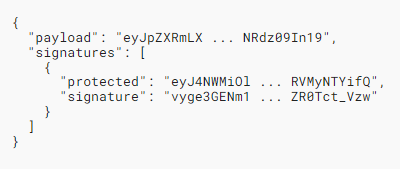 {
  "payload": "eyJpZXRmLX ... NRdz09In19",
  "signatures": [
    {
      "protected": "eyJ4NWMiOl ... RVMyNTYifQ",
      "signature": "vyge3GENm1 ... ZR0Tct_Vzw"
    }
  ]
}